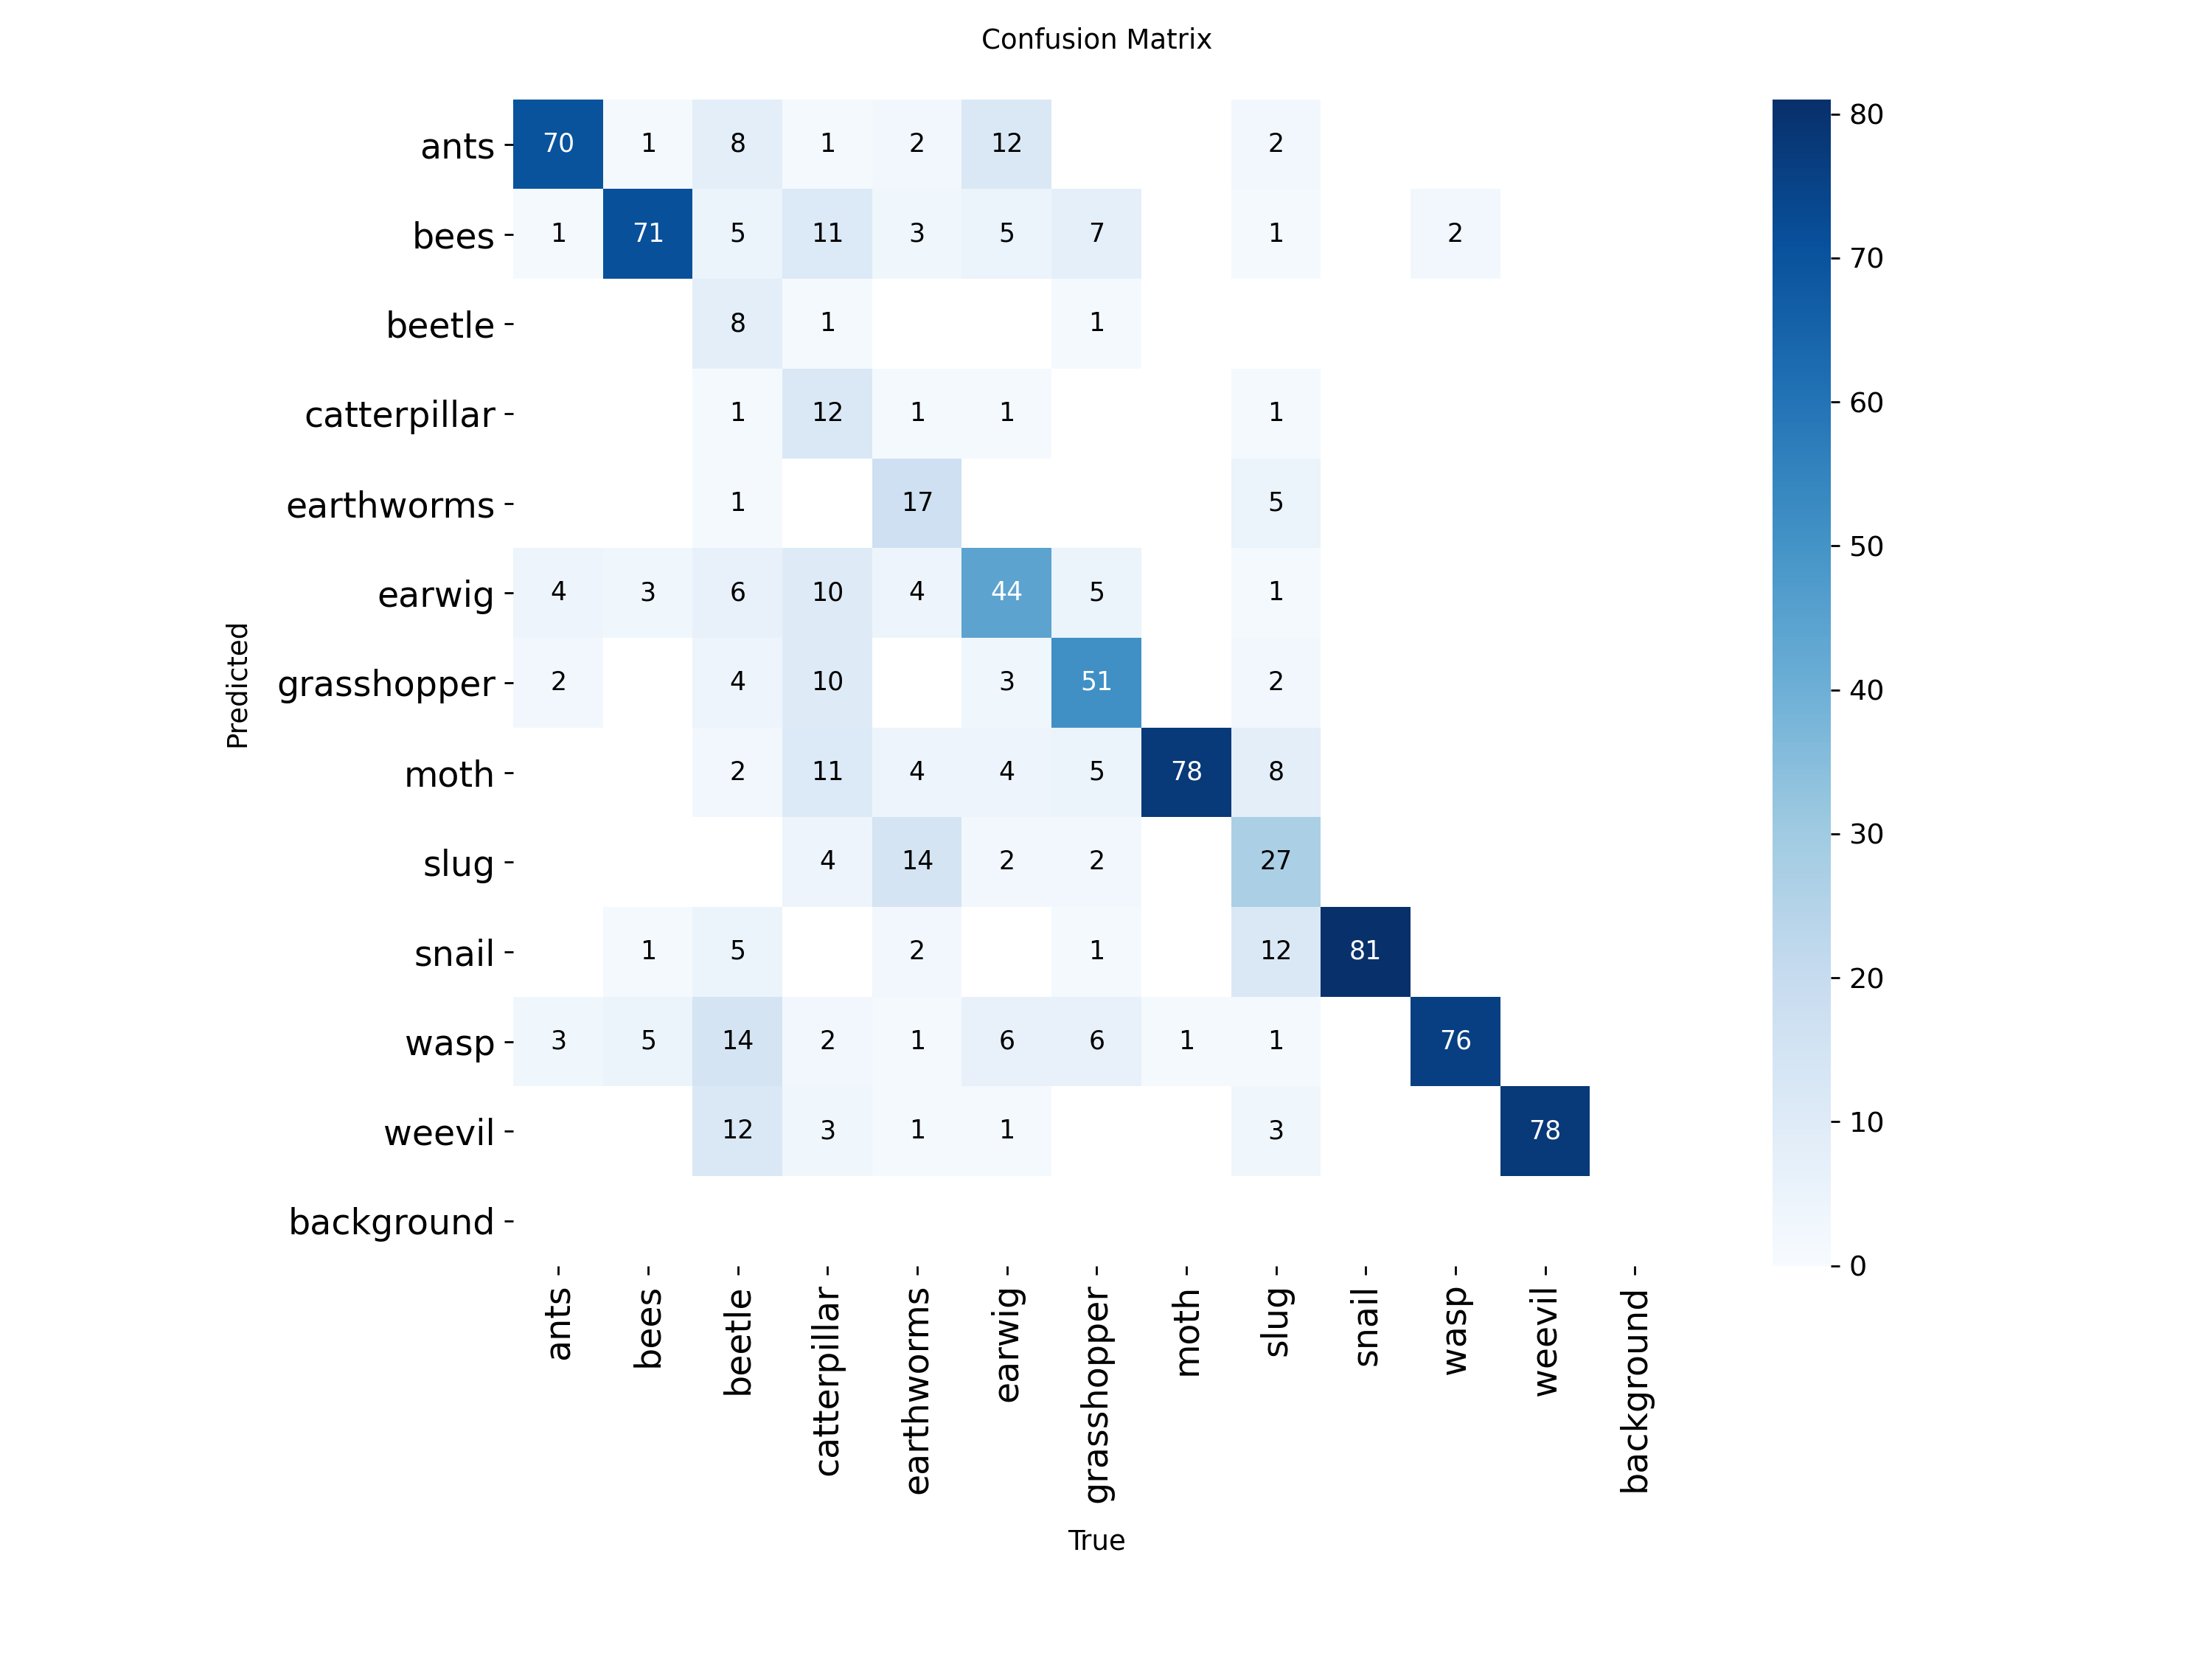 Confusion Matrix
ants 70 1 8 1 2 12 2
bees 1 71 5 11 3 5 7 1 2
beetle 8 1 1
catterpillar 1 12 1 1 1
earthworms 1 17 5
earwig 4 3 6 10 4 44 5 1
grasshopper 2 4 10 3 51 2
moth 2 11 4 4 5 78 8
slug 4 14 2 2 27
snail 1 5 2 1 12 81
wasp 3 5 14 2 1 6 6 1 1 76
weevil 12 3 1 1 3 78
background
Predicted
ants bees beetle catterpillar earthworms earwig grasshopper moth slug snail wasp weevil background
True
80
70
60
50
40
30
20
10
0